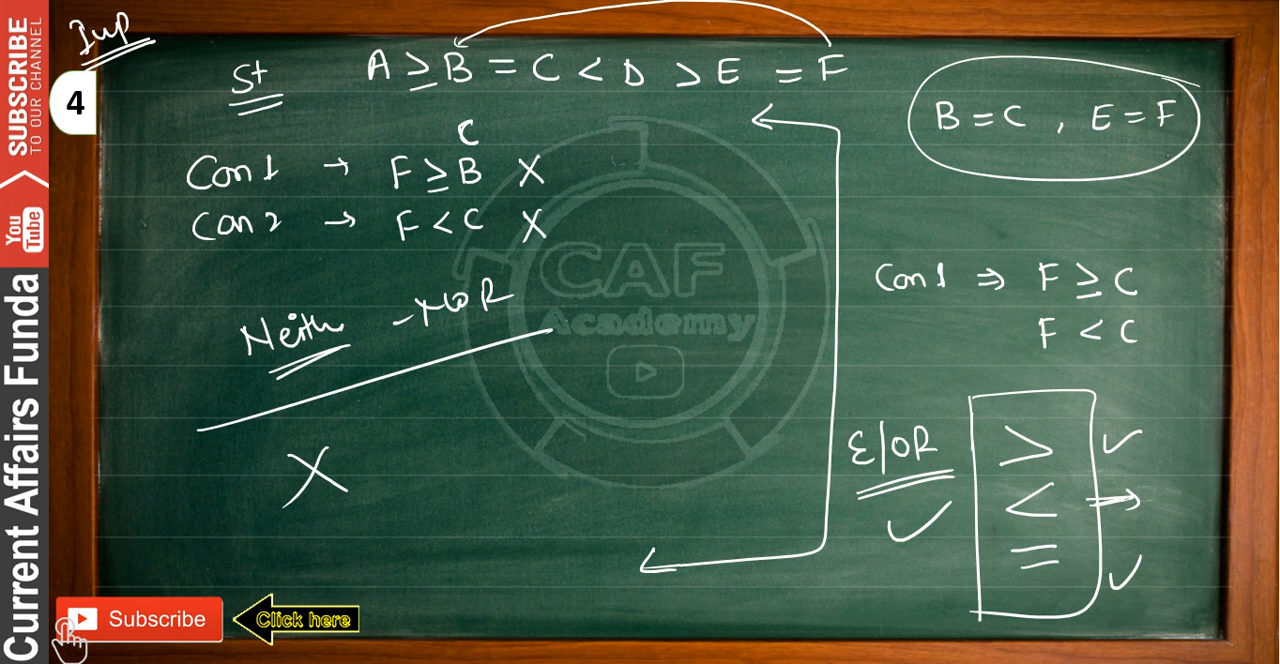 Imp
4
St A ≥ B = C < D > E = F
B = C , E = F
C
Con 1 → F ≥ B X
Con 2 → F < C X
Con 1 ⇒ F ≥ C
F < C
Neith - NOR
X
E/OR
✓
> ✓
< →
= ✓
CAF
Academy
SUBSCRIBE
TO OUR CHANNEL
You
Tube
Current Affairs Funda
Subscribe
Click here